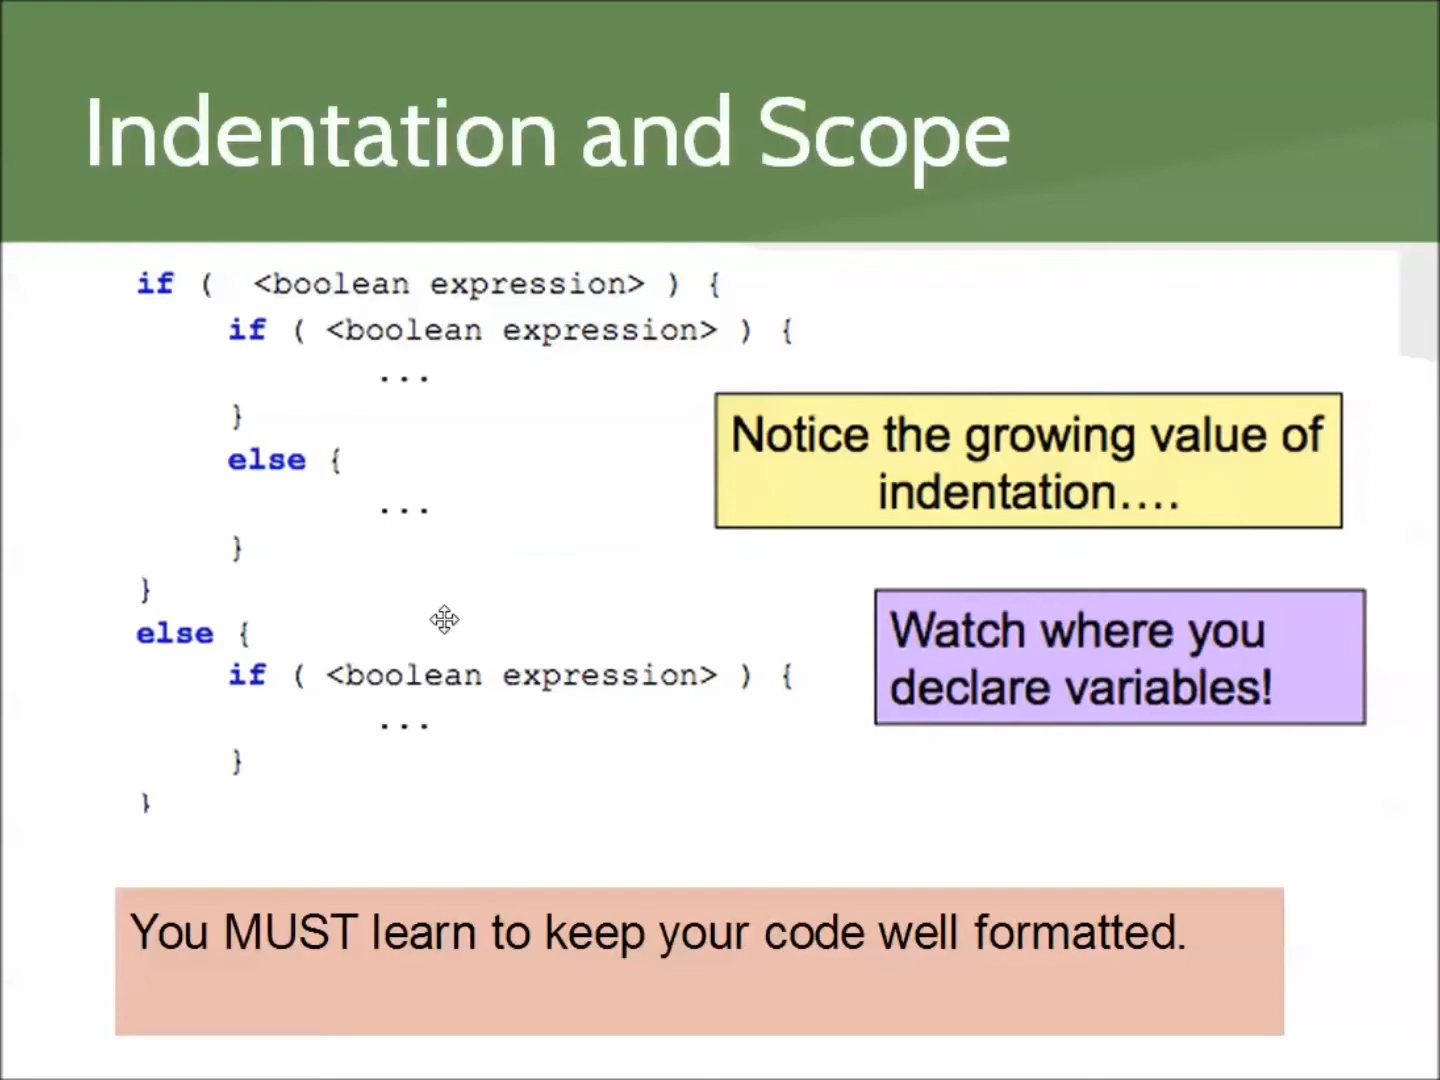 Indentation and Scope
if (  <boolean expression> ) {
if ( <boolean expression> ) {
...
}
else {
...
}
}
else {
if ( <boolean expression> ) {
...
}
}
Notice the growing value of
indentation....
Watch where you
declare variables!
You MUST learn to keep your code well formatted.